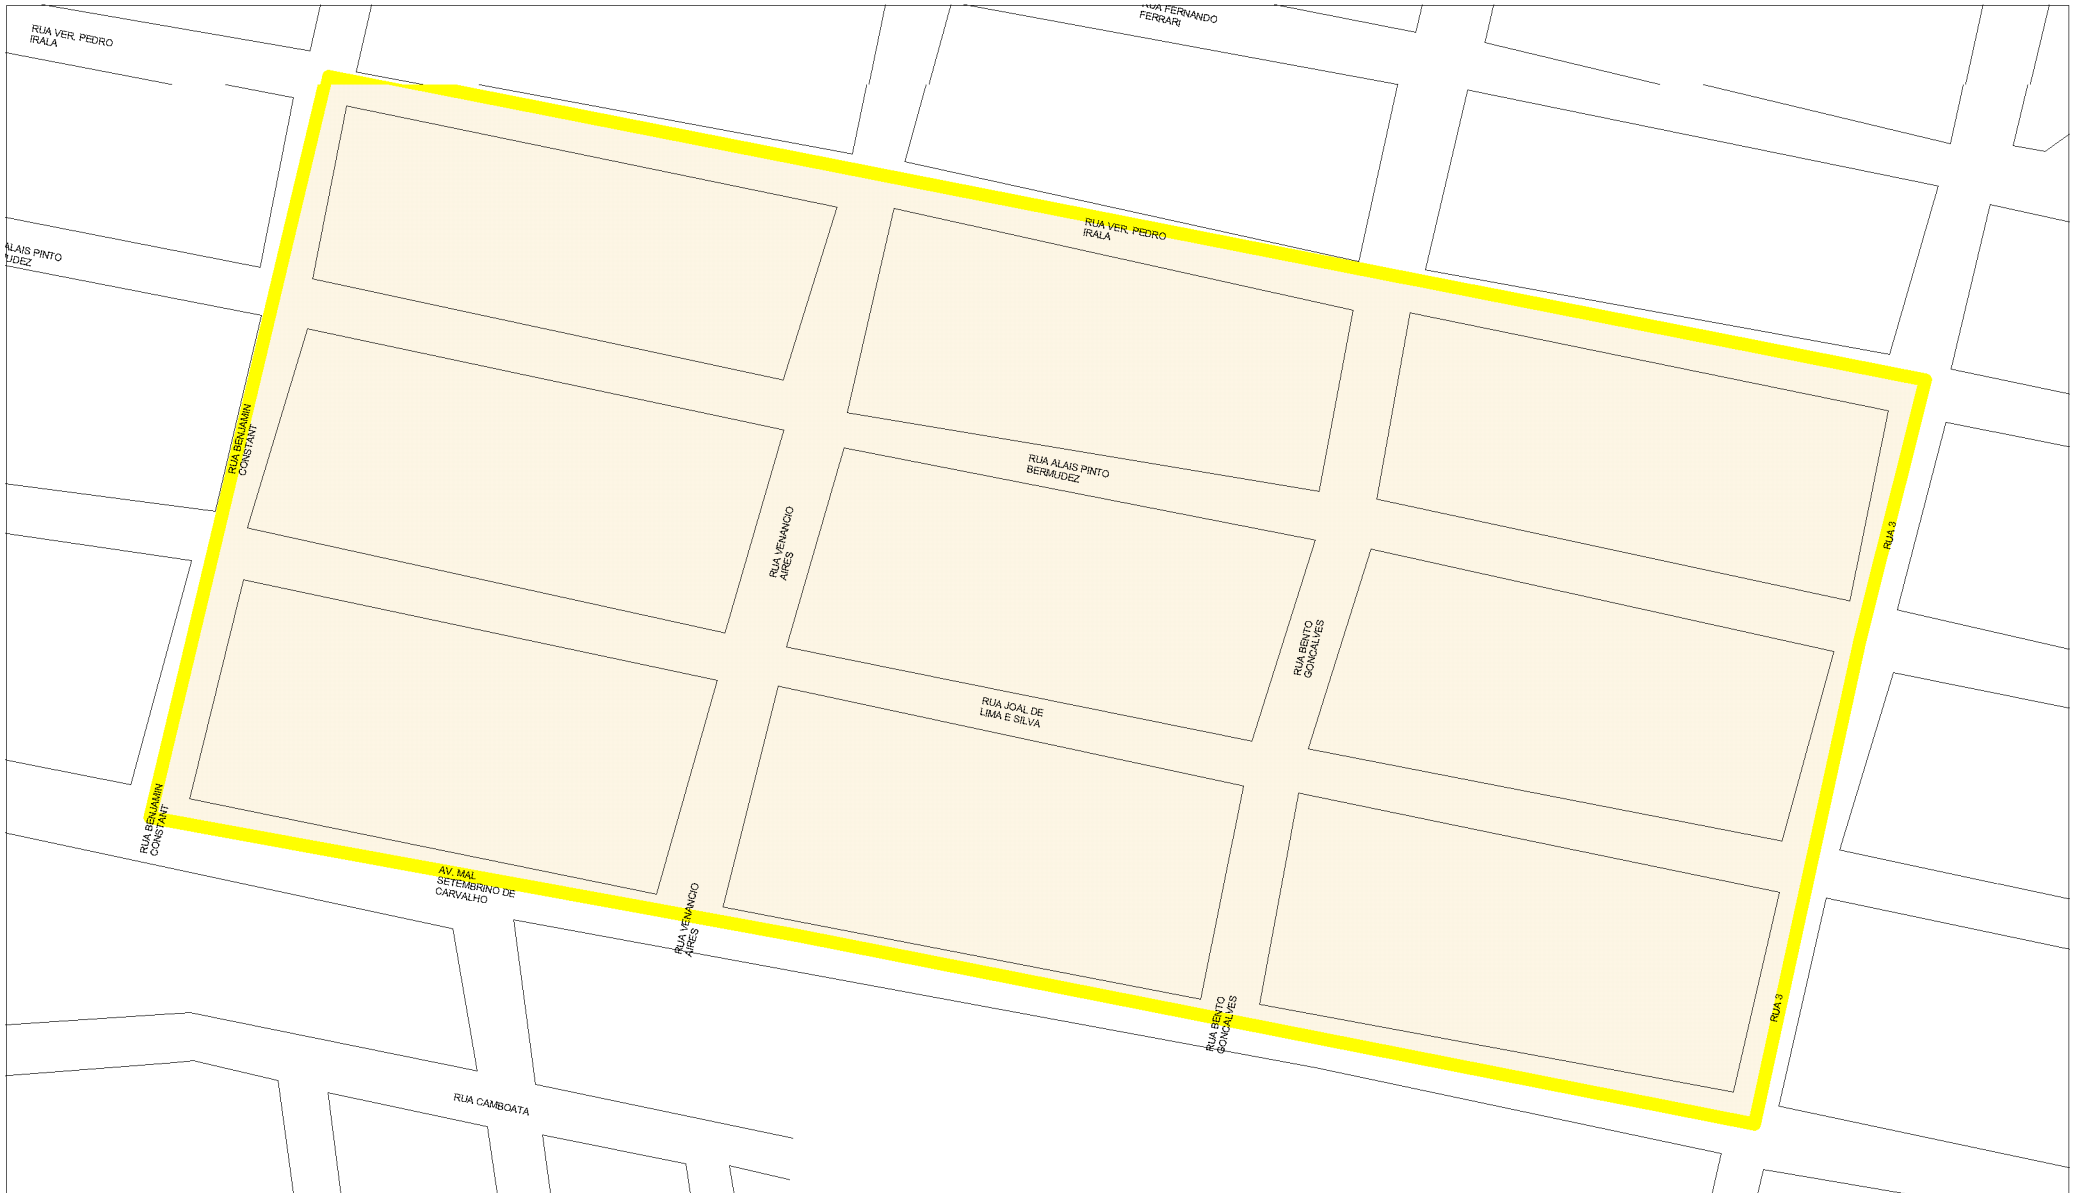 RUA FERNANDO
FERRARI
RUA VER. PEDRO
IRALA
RUA VER. PEDRO
IRALA
ALAIS PINTO
UDEZ
RUA BENJAMIN
CONSTANT
RUA ALAIS PINTO
BERMUDEZ
RUA VENANCIO
AIRES
RUA 3
RUA BENTO
GONCALVES
RUA JOAL DE
LIMA E SILVA
RUA BENJAMIN
CONSTANT
AV. MAL
SETEMBRINO DE
CARVALHO
RUA VENANCIO
AIRES
RUA BENTO
GONCALVES
RUA 3
RUA CAMBOATA